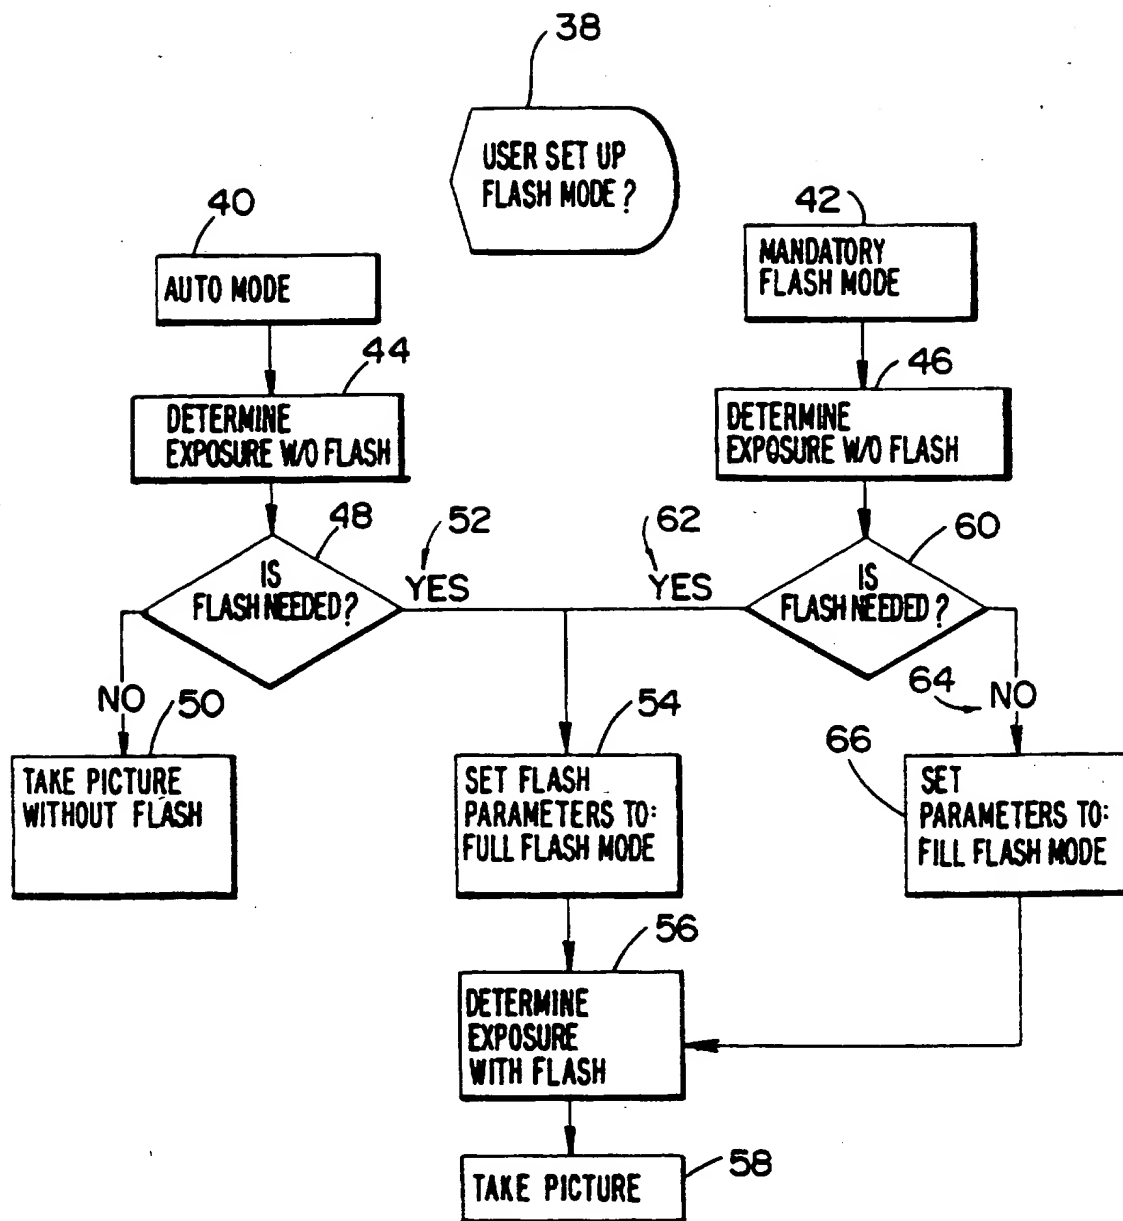 38
USER SET UP
FLASH MODE?
40
AUTO MODE
42
MANDATORY
FLASH MODE
44
DETERMINE
EXPOSURE W/O FLASH
46
DETERMINE
EXPOSURE W/O FLASH
48
IS
FLASH NEEDED?
52
YES
62
YES
60
IS
FLASH NEEDED?
NO
50
TAKE PICTURE
WITHOUT FLASH
54
SET FLASH
PARAMETERS TO:
FULL FLASH MODE
64
NO
66
SET
PARAMETERS TO:
FILL FLASH MODE
56
DETERMINE
EXPOSURE
WITH FLASH
58
TAKE PICTURE